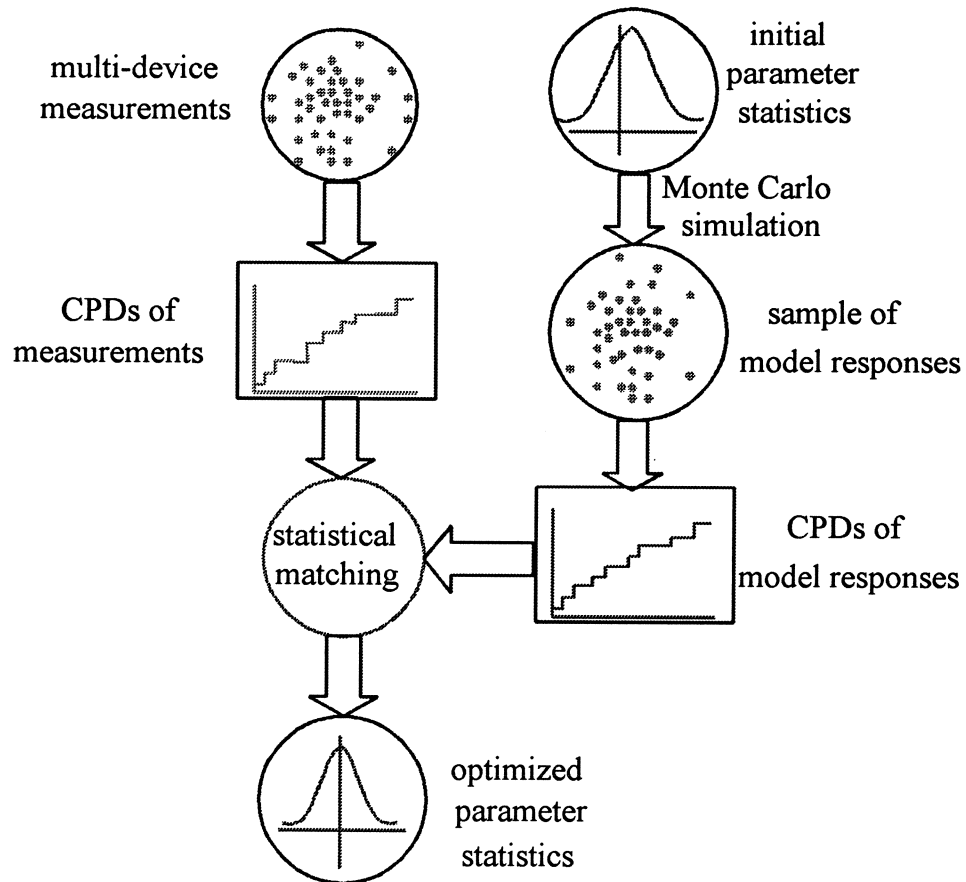 multi-device
measurements
initial
parameter
statistics
Monte Carlo
simulation
CPDs of
measurements
sample of
model responses
statistical
matching
CPDs of
model responses
optimized
parameter
statistics